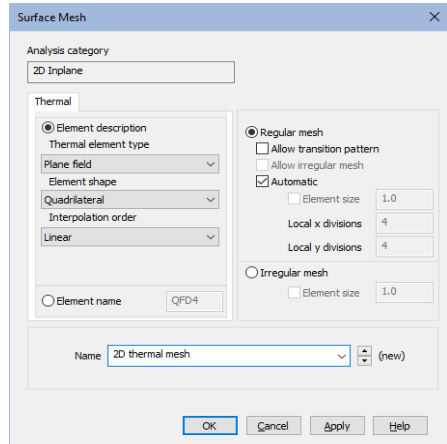 Surface Mesh
Analysis category
2D Inplane
Thermal
Element description
Thermal element type
Plane field
Element shape
Quadrilateral
Interpolation order
Linear
Element name QFD4
Regular mesh
Allow transition pattern
Allow irregular mesh
Automatic
Element size 1.0
Local x divisions 4
Local y divisions 4
Irregular mesh
Element size 1.0
Name 2D thermal mesh (new)
OK Cancel Apply Help